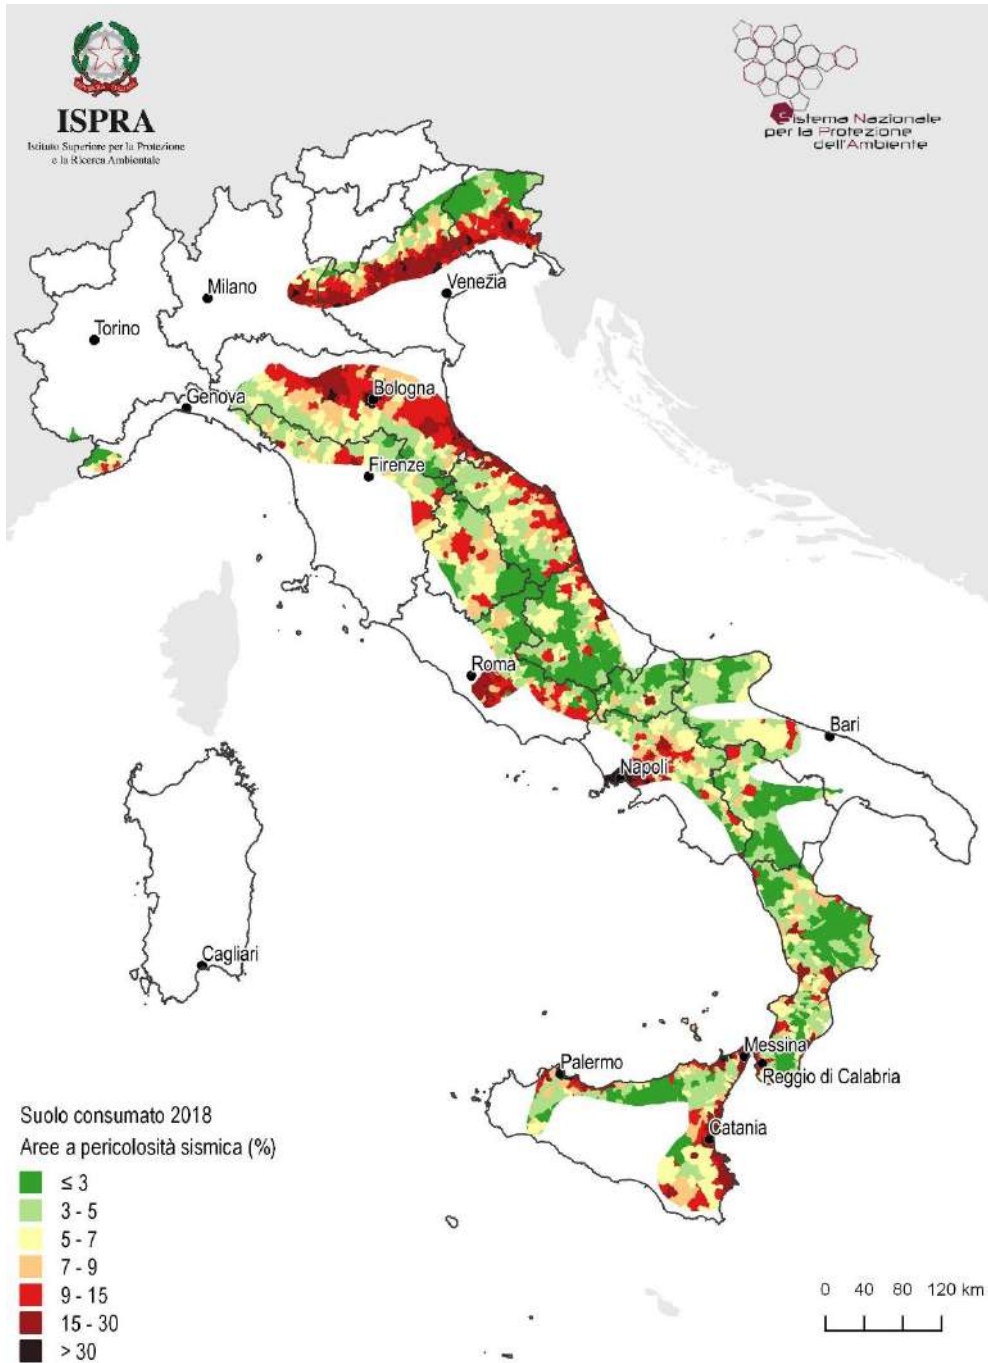 ISPRA
Istituto Superiore per la Protezione
e la Ricerca Ambientale
Sistema Nazionale
per la Protezione
dell'Ambiente
Milano
Venezia
Torino
Bologna
Genova
Firenze
Roma
Bari
Napoli
Cagliari
Messina
Palermo
Reggio di Calabria
Catania
Suolo consumato 2018
Aree a pericolosità sismica (%)
≤ 3
3 - 5
5 - 7
7 - 9
9 - 15
15 - 30
> 30
0 40 80 120 km